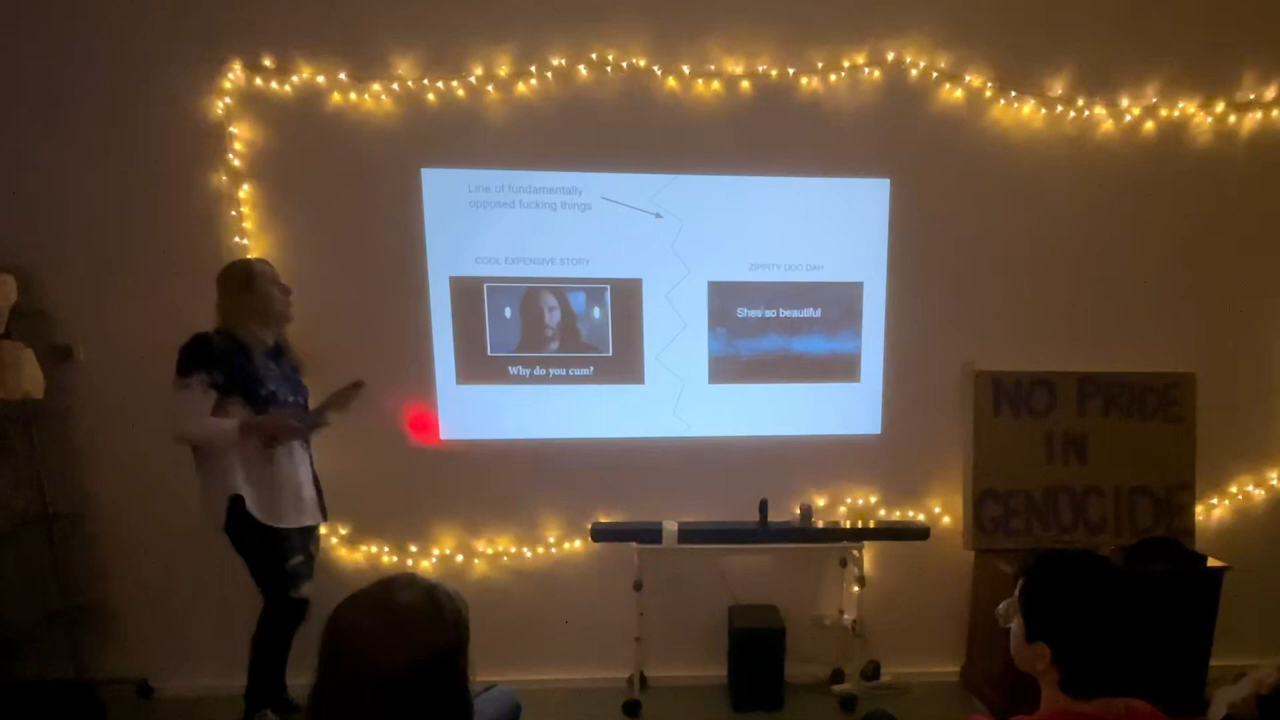 Line of fundamentally
opposed fucking things
COOL EXPENSIVE STORY
ZIPPITY DOO DAH
Shes so beautiful
Why do you cum?
NO PRIDE
IN
GENOCIDE